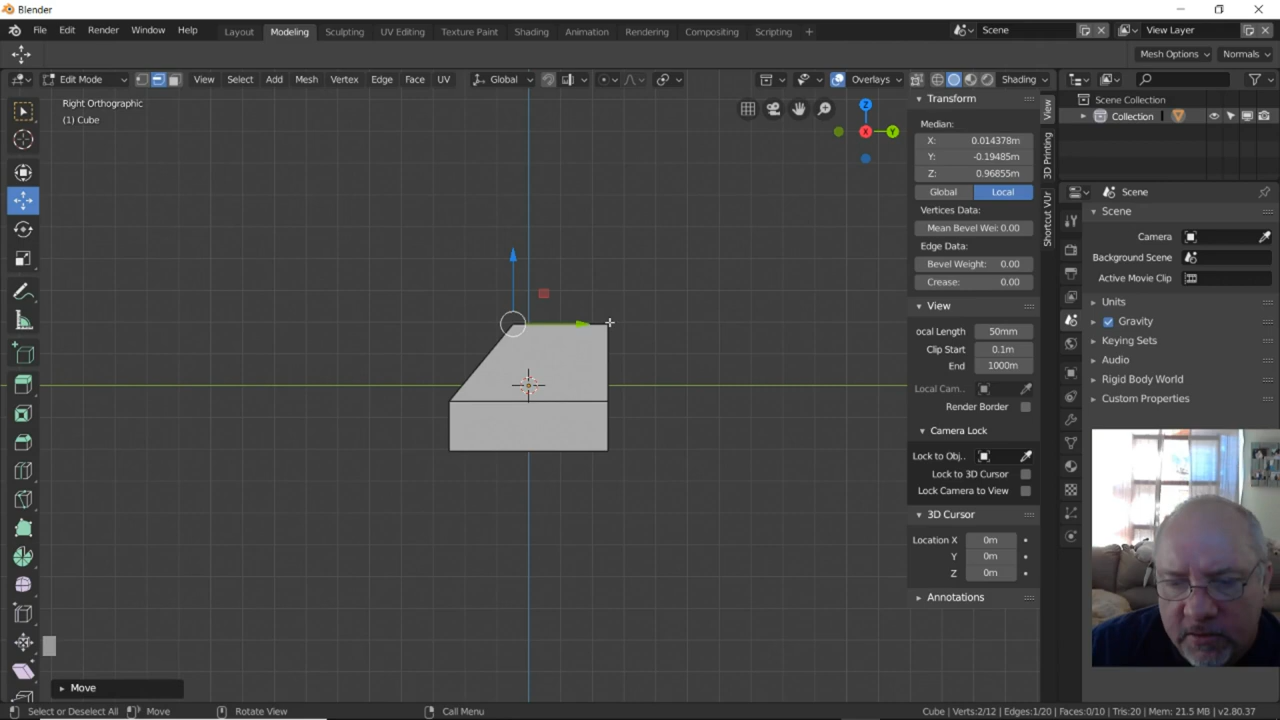 Blender
File Edit Render Window Help Layout Modeling Sculpting UV Editing Texture Paint Shading Animation Rendering Compositing Scripting + Scene View Layer
Mesh Options Normals
Edit Mode View Select Add Mesh Vertex Edge Face UV Global Overlays Shading
Right Orthographic
(1) Cube
Z
X
Y
Transform
Median:
X: 0.014378m
Y: -0.19485m
Z: 0.96855m
Global Local
Vertices Data:
Mean Bevel Wei: 0.00
Edge Data:
Bevel Weight: 0.00
Crease: 0.00
View
ocal Length 50mm
Clip Start 0.1m
End 1000m
Local Cam..
Render Border
Camera Lock
Lock to Obj..
Lock to 3D Cursor
Lock Camera to View
3D Cursor
Location X 0m
Y 0m
Z 0m
Annotations
View
3D Printing
Shortcut VUr
Scene Collection
Collection
Scene
Scene
Camera
Background Scene
Active Movie Clip
Units
Gravity
Keying Sets
Audio
Rigid Body World
Custom Properties
Move
Select or Deselect All Move Rotate View Call Menu Cube | Verts:2/12 | Edges:1/20 | Faces:0/10 | Tris:20 | Mem: 21.5 MB | v2.80.37